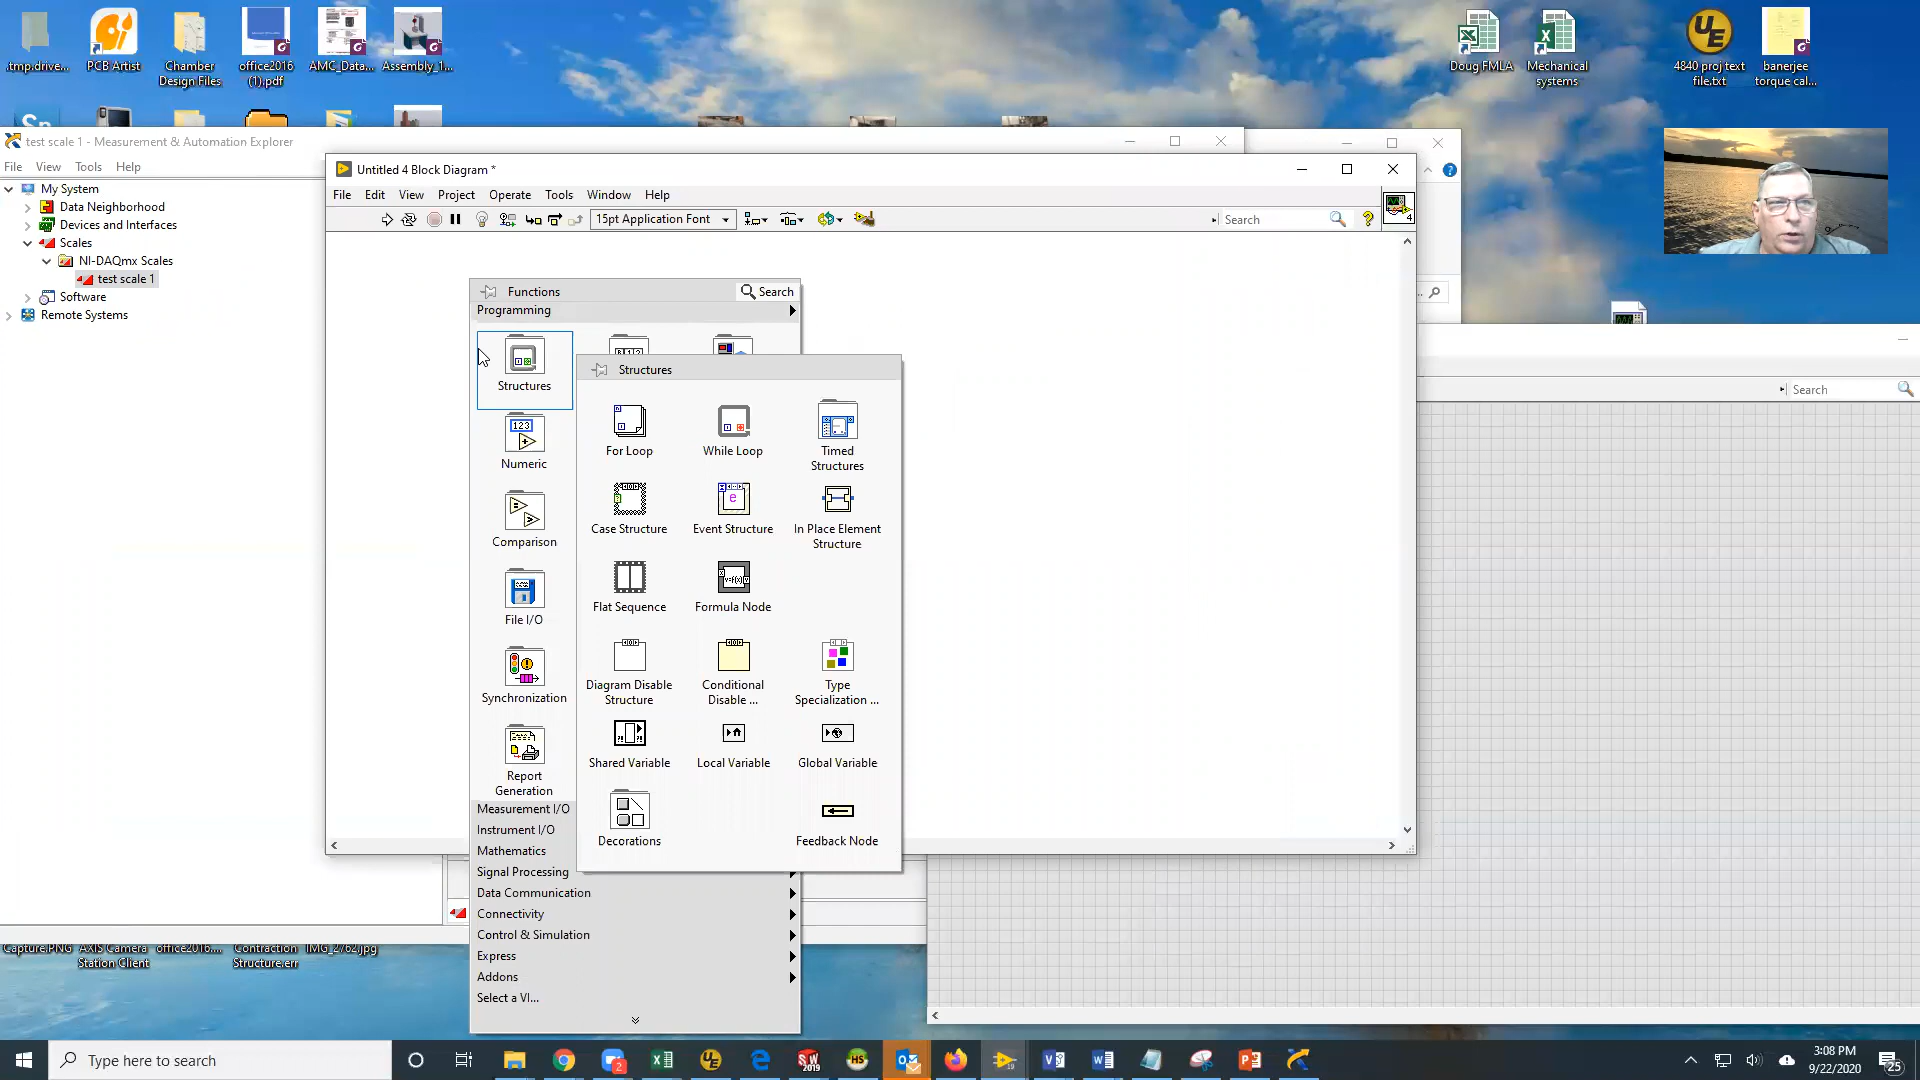 .tmp.drive...
PCB Artist
Chamber
Design Files
office2016
(1).pdf
AMC_Data...
Assembly_1...
Doug FMLA
Mechanical
systems
4840 proj text
file.txt
banerjee
torque cal...
test scale 1 - Measurement & Automation Explorer
File View Tools Help
My System
Data Neighborhood
Devices and Interfaces
Scales
NI-DAQmx Scales
test scale 1
Software
Remote Systems
Untitled 4 Block Diagram *
File Edit View Project Operate Tools Window Help
15pt Application Font
Search
4
Functions
Search
Programming
Structures
Numeric
Comparison
File I/O
Synchronization
Report
Generation
Measurement I/O
Instrument I/O
Mathematics
Signal Processing
Data Communication
Connectivity
Control & Simulation
Express
Addons
Select a VI...
Structures
For Loop
While Loop
Timed
Structures
Case Structure
Event Structure
In Place Element
Structure
Flat Sequence
Formula Node
Diagram Disable
Structure
Conditional
Disable ...
Type
Specialization ...
Shared Variable
Local Variable
Global Variable
Decorations
Feedback Node
Search
Capture.PNG
AXIS Camera
Station Client
office2016....
Contraction
Structure.err
IMG_2762.jpg
Type here to search
3:08 PM
9/22/2020
25